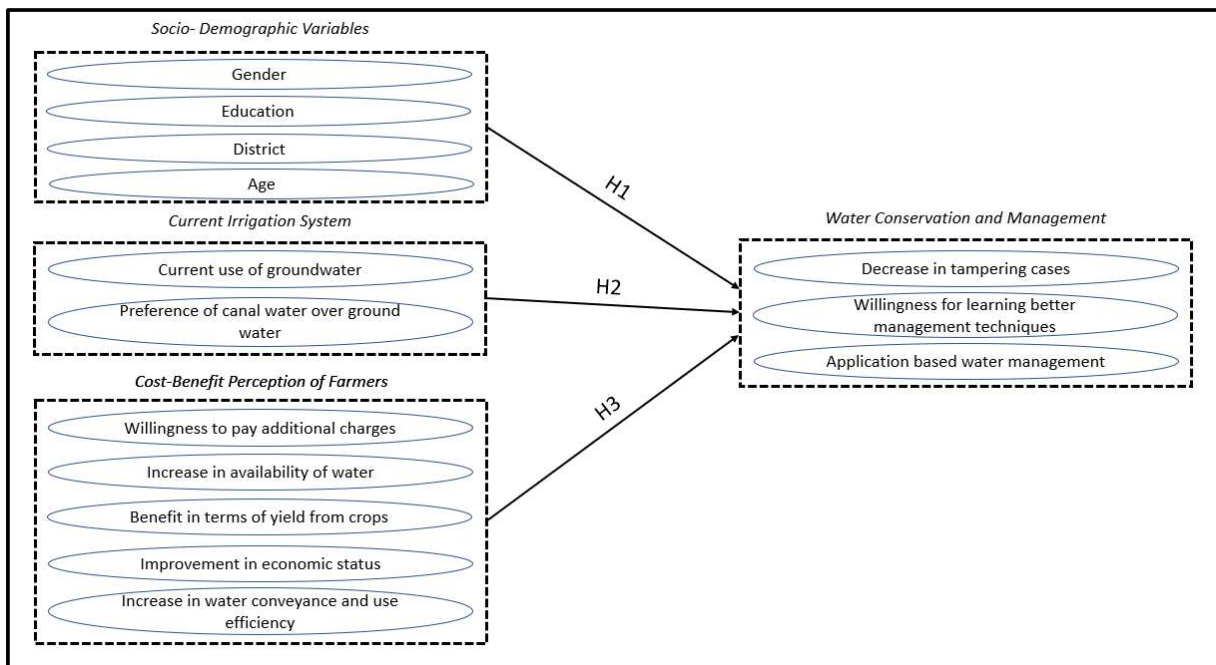 Socio- Demographic Variables
Gender
Education
District
Age
Current Irrigation System
Current use of groundwater
Preference of canal water over ground
water
Cost-Benefit Perception of Farmers
Willingness to pay additional charges
Increase in availability of water
Benefit in terms of yield from crops
Improvement in economic status
Increase in water conveyance and use
efficiency
H1
H2
H3
Water Conservation and Management
Decrease in tampering cases
Willingness for learning better
management techniques
Application based water management